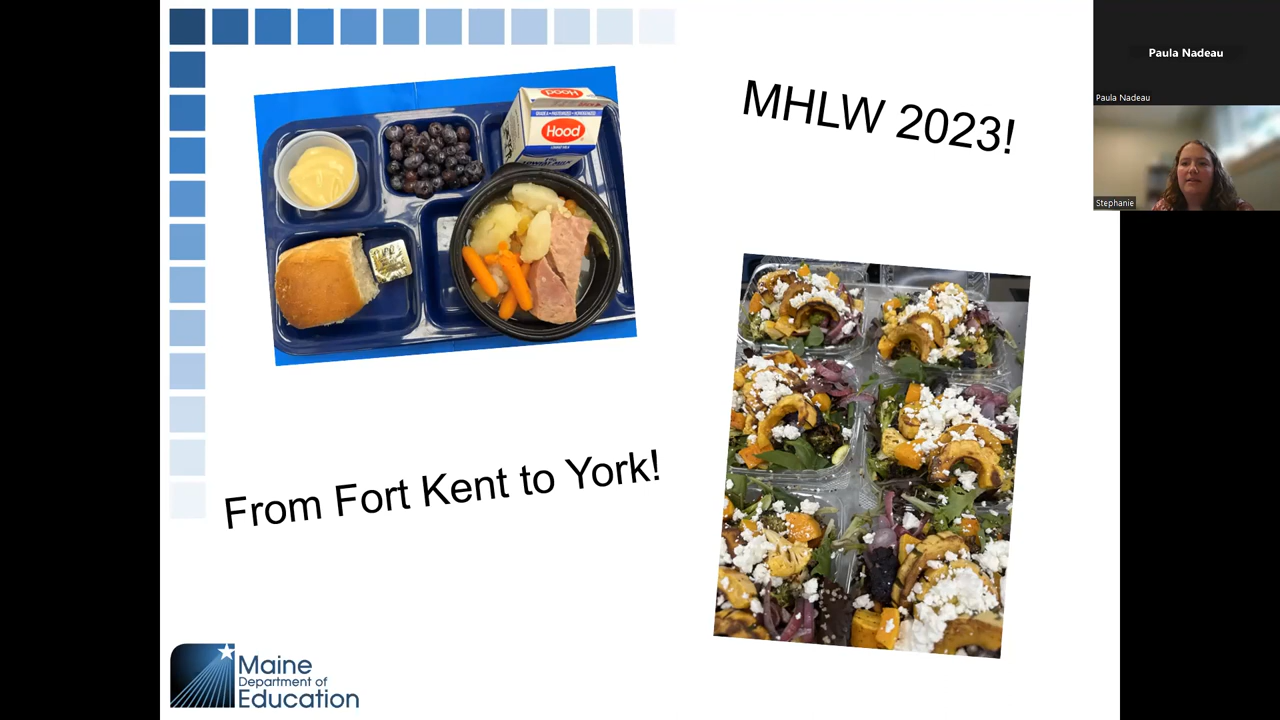 MHLW 2023!
Hood
Hood
From Fort Kent to York!
Maine
Department of
Education
Paula Nadeau
Paula Nadeau
Stephanie